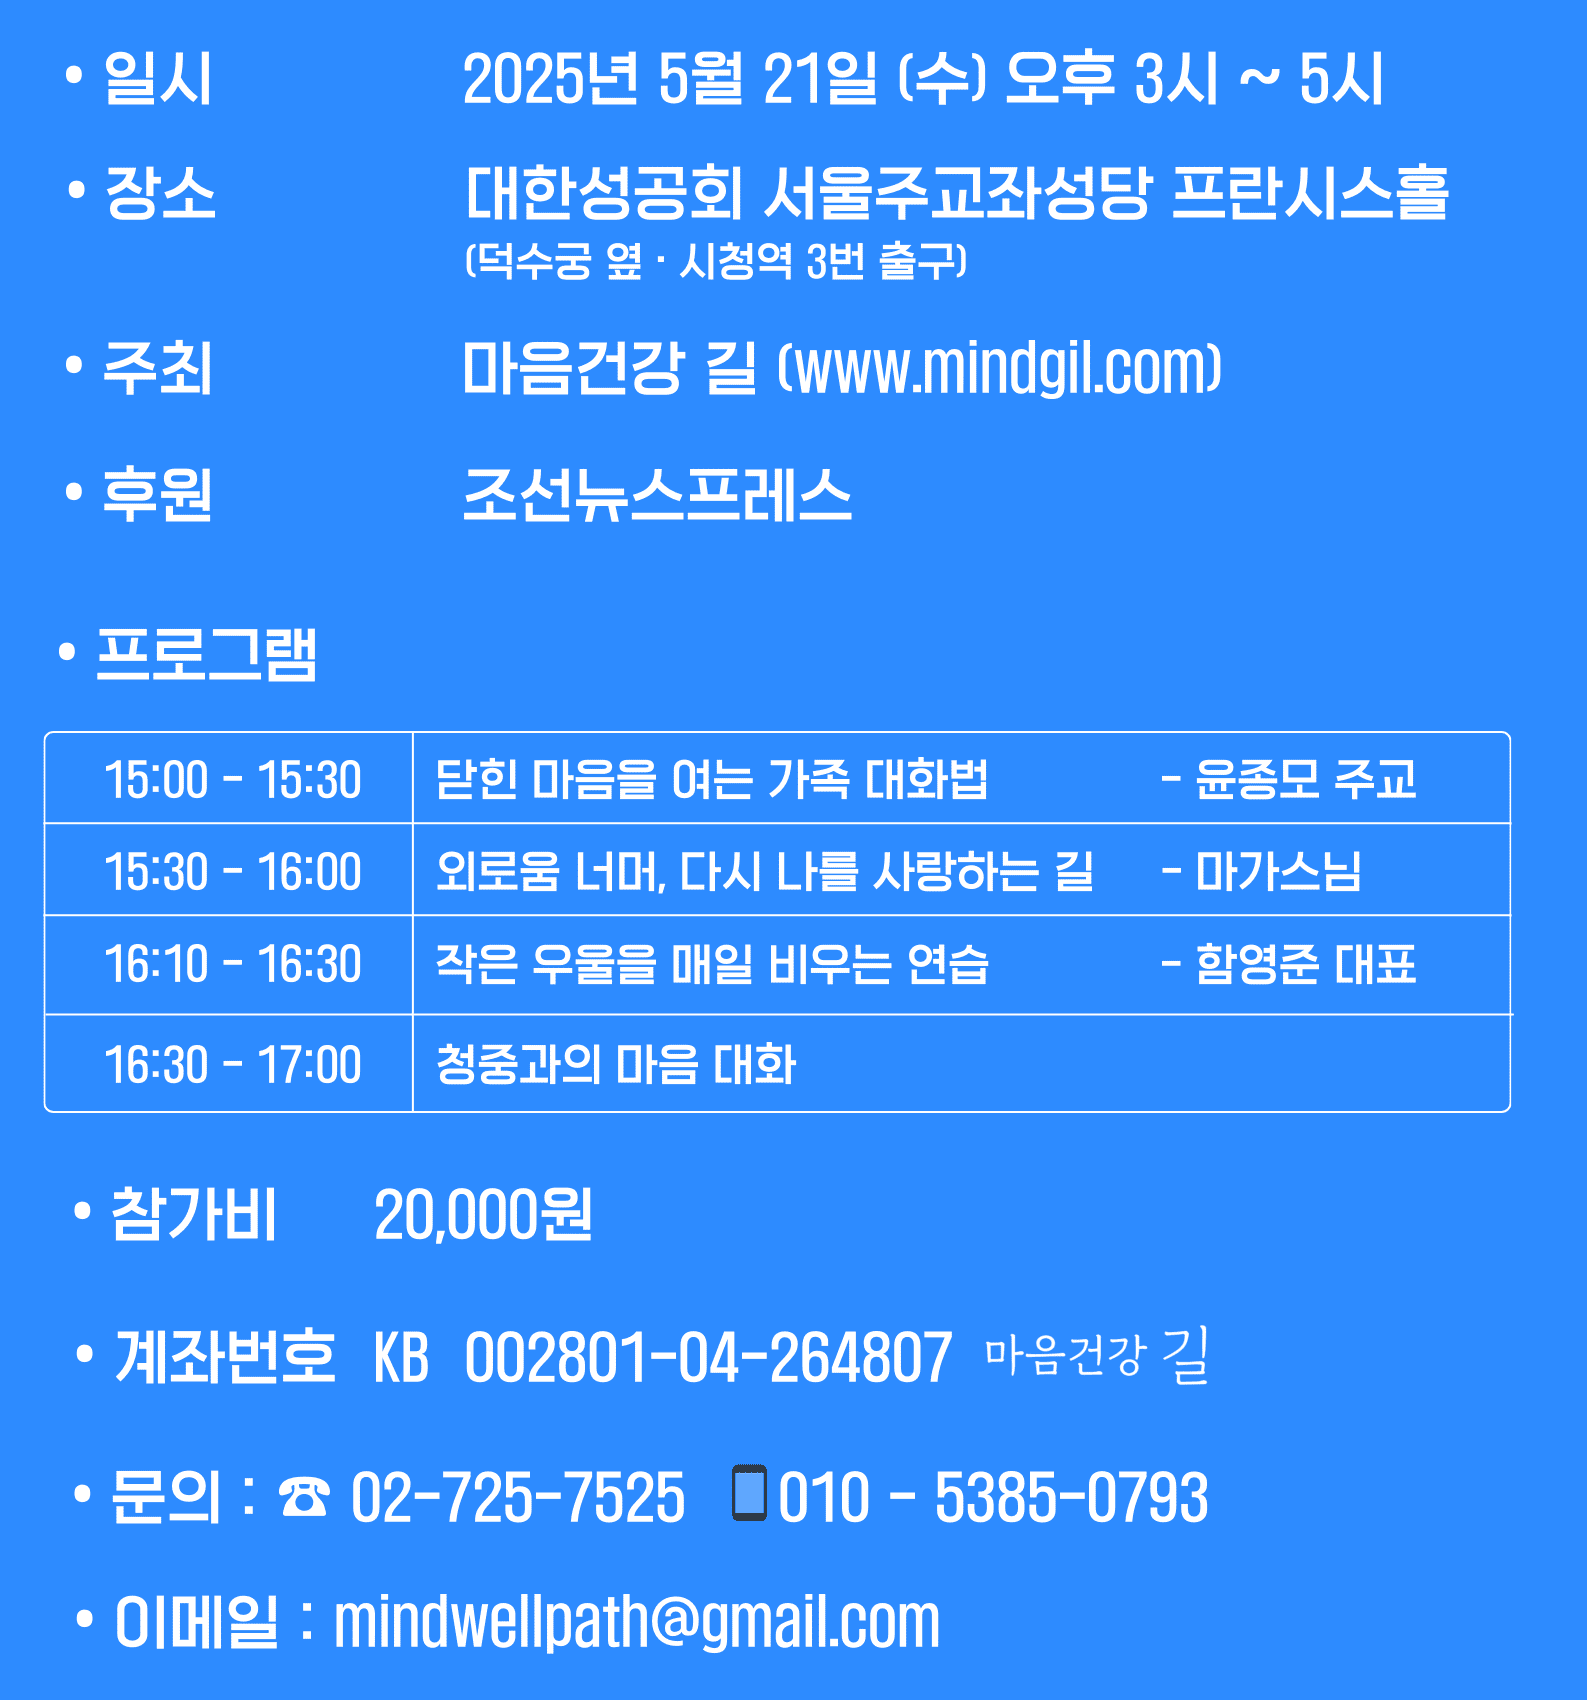 • 일시 2025년 5월 21일 (수) 오후 3시 ~ 5시
• 장소 대한성공회 서울주교좌성당 프란시스홀
(덕수궁 옆 · 시청역 3번 출구)
• 주최 마음건강 길 (www.mindgil.com)
• 후원 조선뉴스프레스
• 프로그램
15:00 - 15:30 닫힌 마음을 여는 가족 대화법 - 윤종모 주교
15:30 - 16:00 외로움 너머, 다시 나를 사랑하는 길 - 마가스님
16:10 - 16:30 작은 우울을 매일 비우는 연습 - 함영준 대표
16:30 - 17:00 청중과의 마음 대화
• 참가비 20,000원
• 계좌번호 KB 002801-04-264807 마음건강 길
• 문의 : ☎ 02-725-7525 📱010 - 5385-0793
• 이메일 : mindwellpath@gmail.com